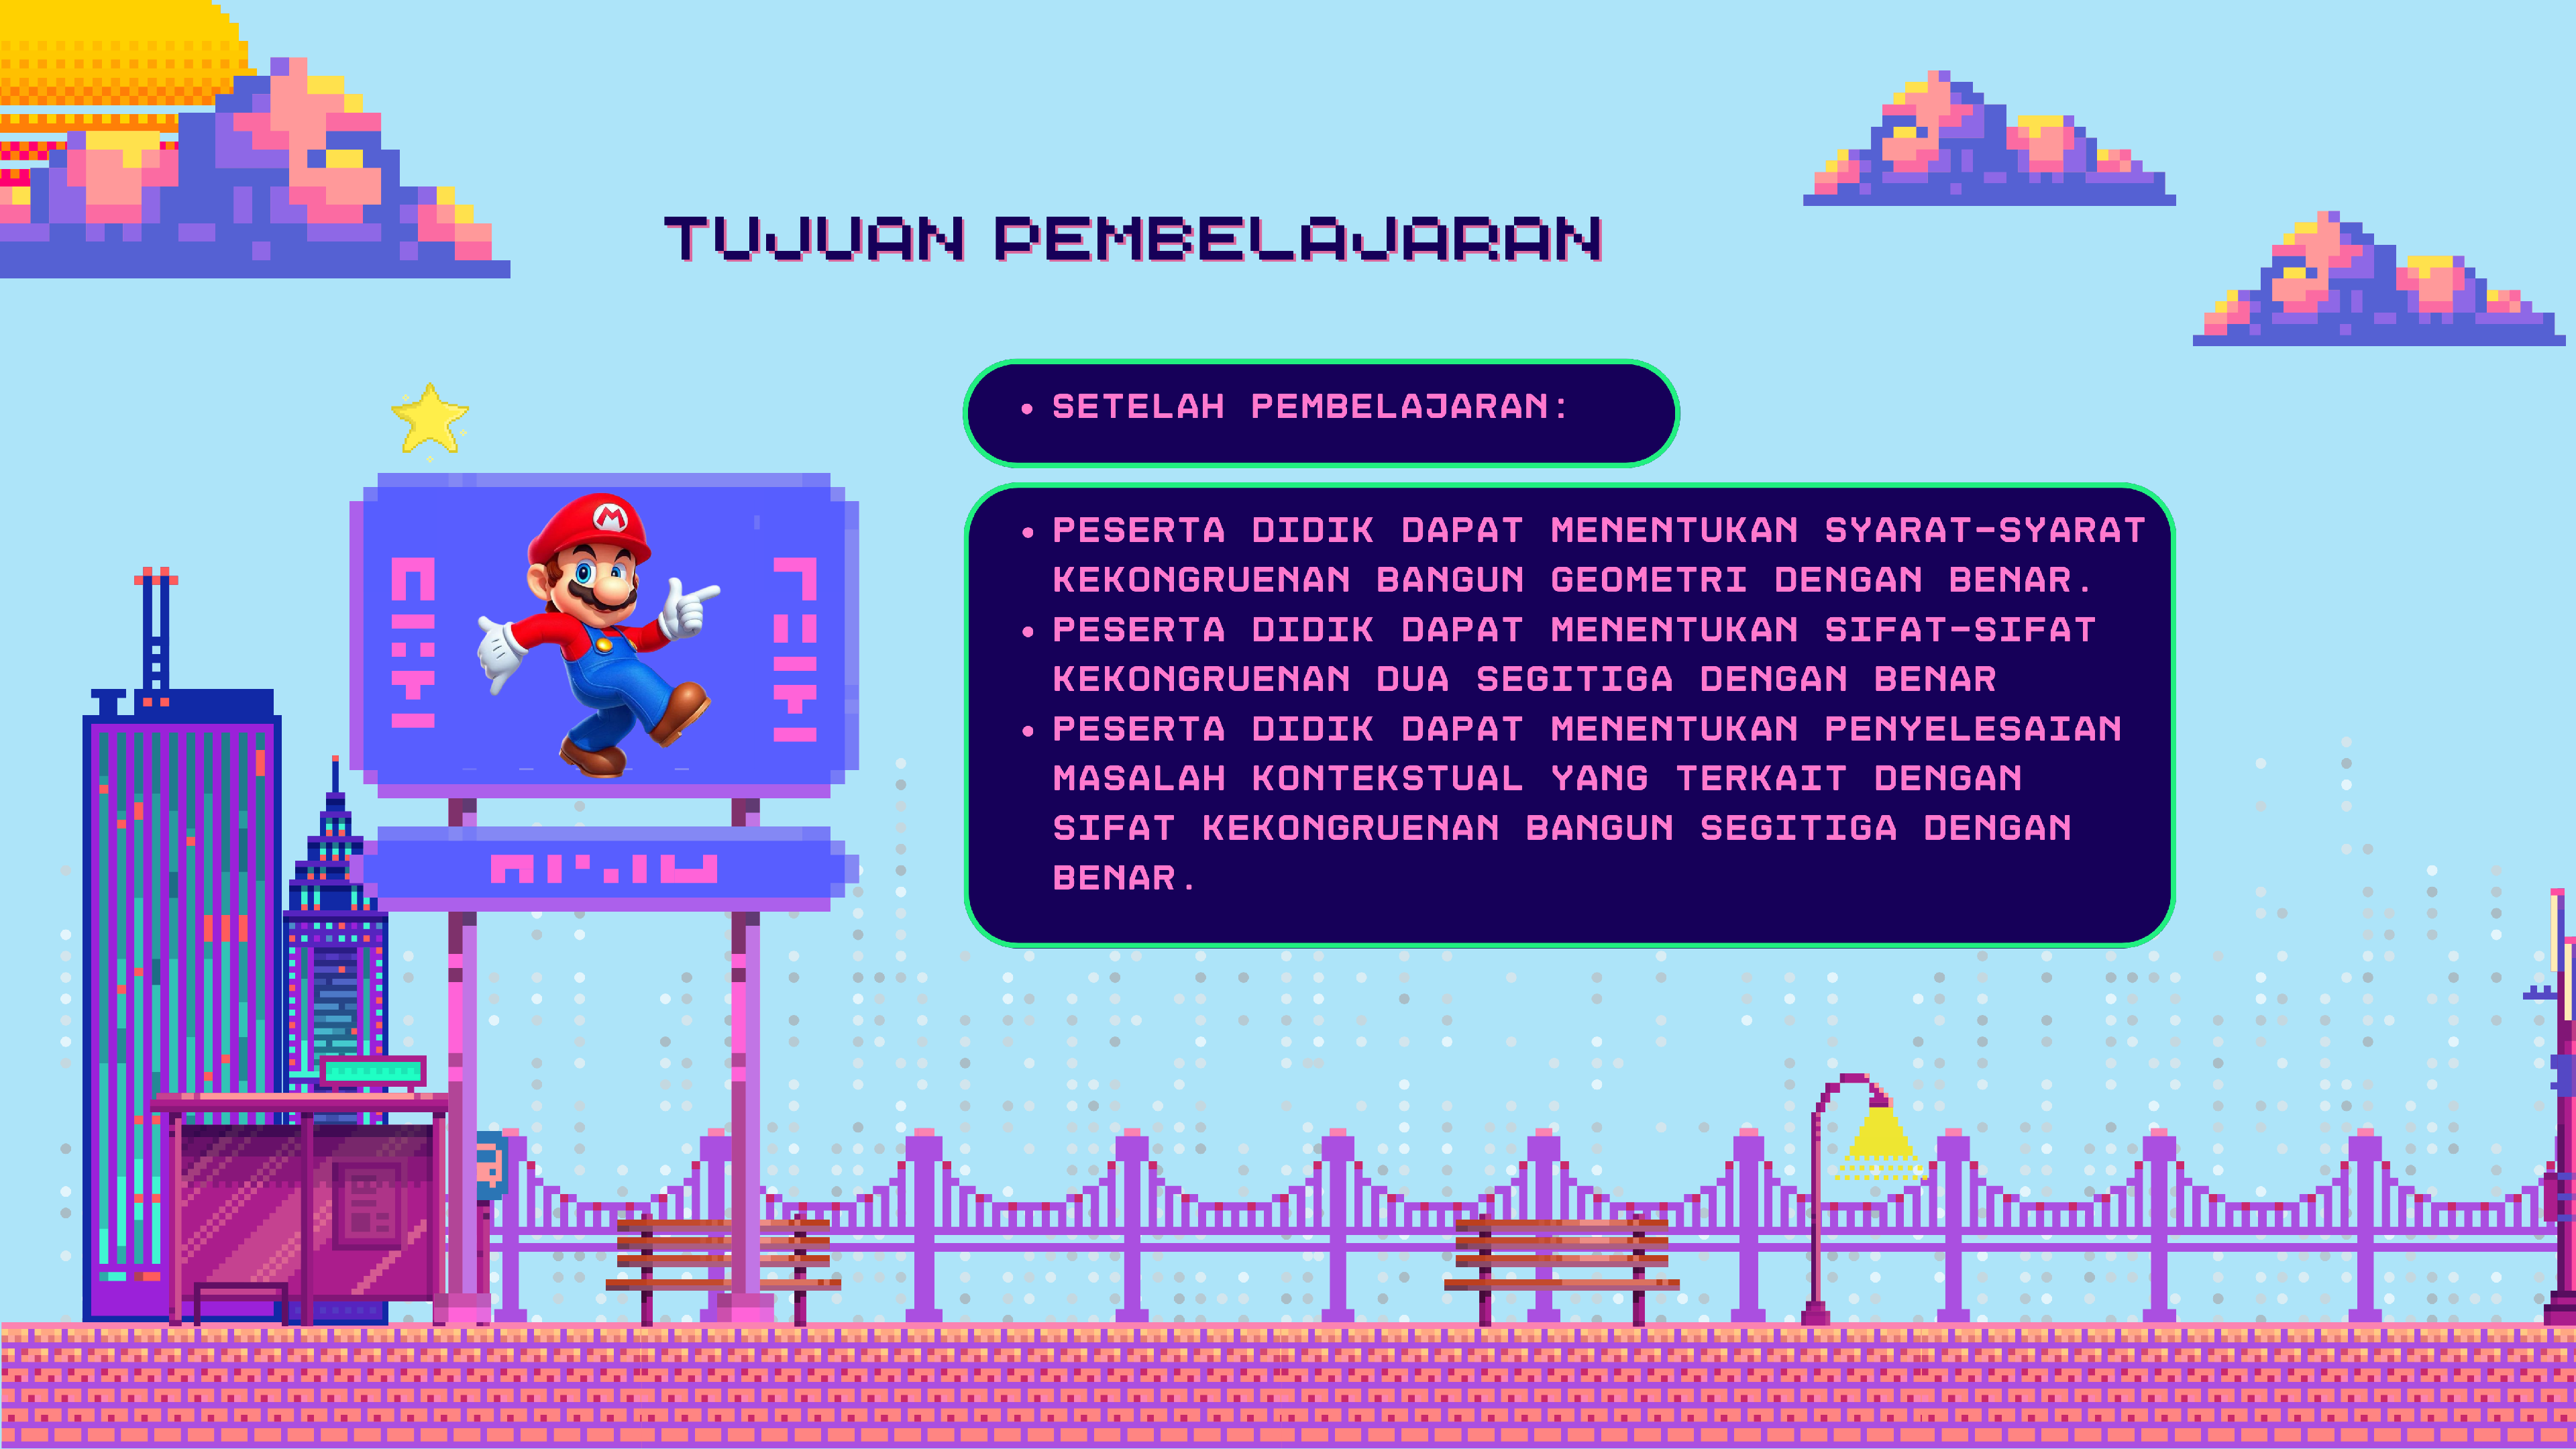 TUJUAN PEMBELAJARAN
• SETELAH PEMBELAJARAN:
• PESERTA DIDIK DAPAT MENENTUKAN SYARAT-SYARAT
KEKONGRUENAN BANGUN GEOMETRI DENGAN BENAR.
• PESERTA DIDIK DAPAT MENENTUKAN SIFAT-SIFAT
KEKONGRUENAN DUA SEGITIGA DENGAN BENAR
• PESERTA DIDIK DAPAT MENENTUKAN PENYELESAIAN
MASALAH KONTEKSTUAL YANG TERKAIT DENGAN
SIFAT KEKONGRUENAN BANGUN SEGITIGA DENGAN
BENAR.
M